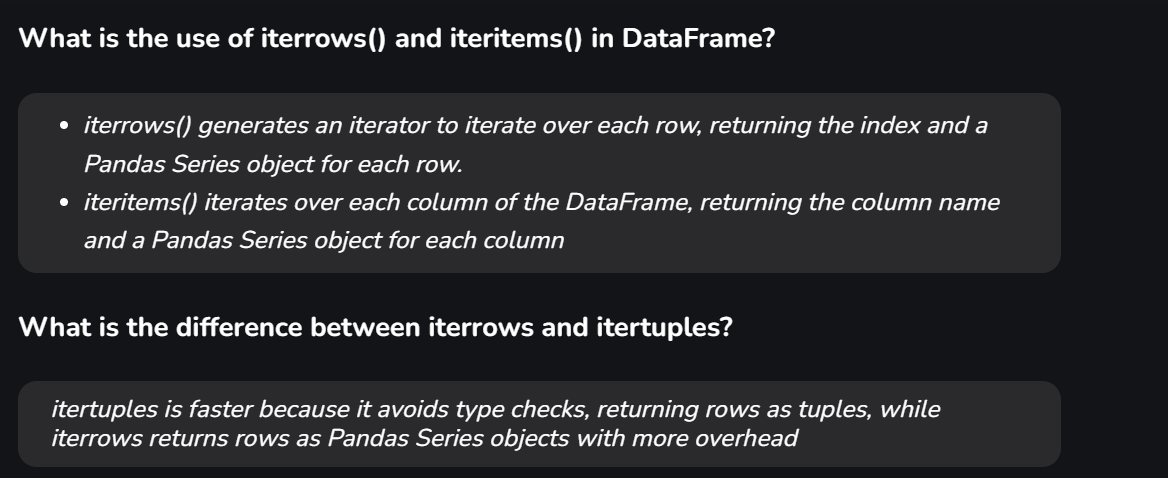 What is the use of iterrows() and iteritems() in DataFrame?
• iterrows() generates an iterator to iterate over each row, returning the index and a
Pandas Series object for each row.
• iteritems() iterates over each column of the DataFrame, returning the column name
and a Pandas Series object for each column
What is the difference between iterrows and itertuples?
itertuples is faster because it avoids type checks, returning rows as tuples, while
iterrows returns rows as Pandas Series objects with more overhead